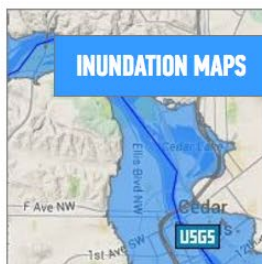 INUNDATION MAPS
Cedar Lake
Ellis Blvd NW
F Ave NW
Cedar
s
USGS
1st Ave SW